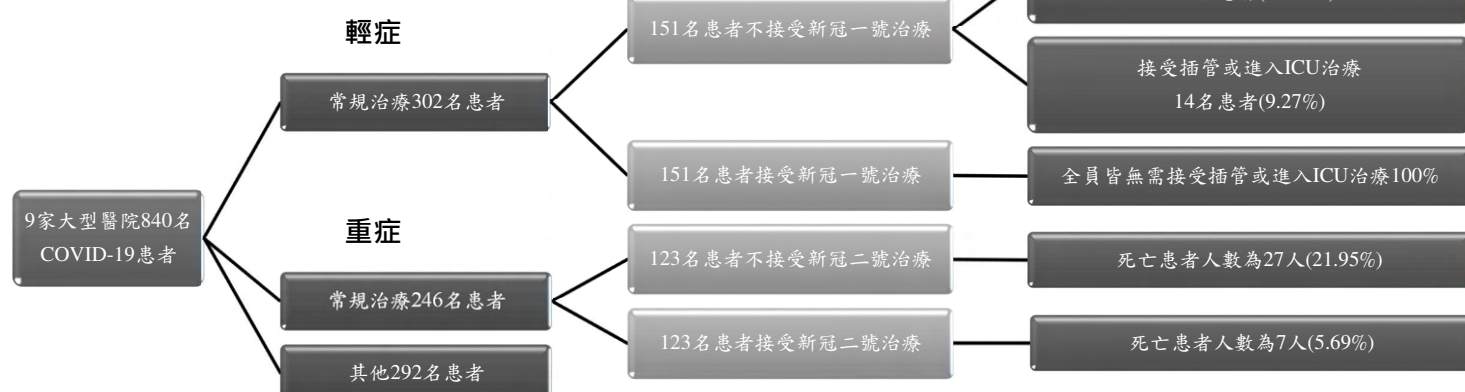 輕症
151名患者不接受新冠一號治療
接受插管或進入ICU治療
14名患者(9.27%)
常規治療302名患者
151名患者接受新冠一號治療
全員皆無需接受插管或進入ICU治療100%
9家大型醫院840名
COVID-19患者
重症
123名患者不接受新冠二號治療
死亡患者人數為27人(21.95%)
常規治療246名患者
123名患者接受新冠二號治療
死亡患者人數為7人(5.69%)
其他292名患者